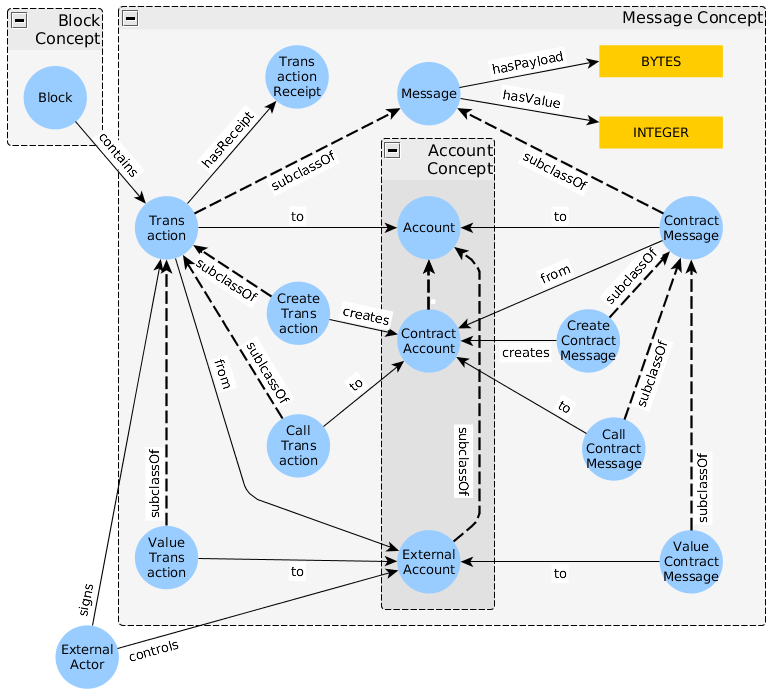 Block
Concept
Message Concept
Block
Trans
action
Receipt
Message
hasPayload
BYTES
hasValue
INTEGER
contains
hasReceipt
subclassOf
subclassOf
Account
Concept
Trans
action
to
Account
to
Contract
Message
subclassOf
from
subclassOf
Create
Trans
action
creates
Contract
Account
creates
Create
Contract
Message
from
sublcassOf
to
to
subclassOf
Call
Trans
action
Call
Contract
Message
subclassOf
subclassOf
subclassOf
Value
Trans
action
to
External
Account
to
Value
Contract
Message
signs
External
Actor
controls